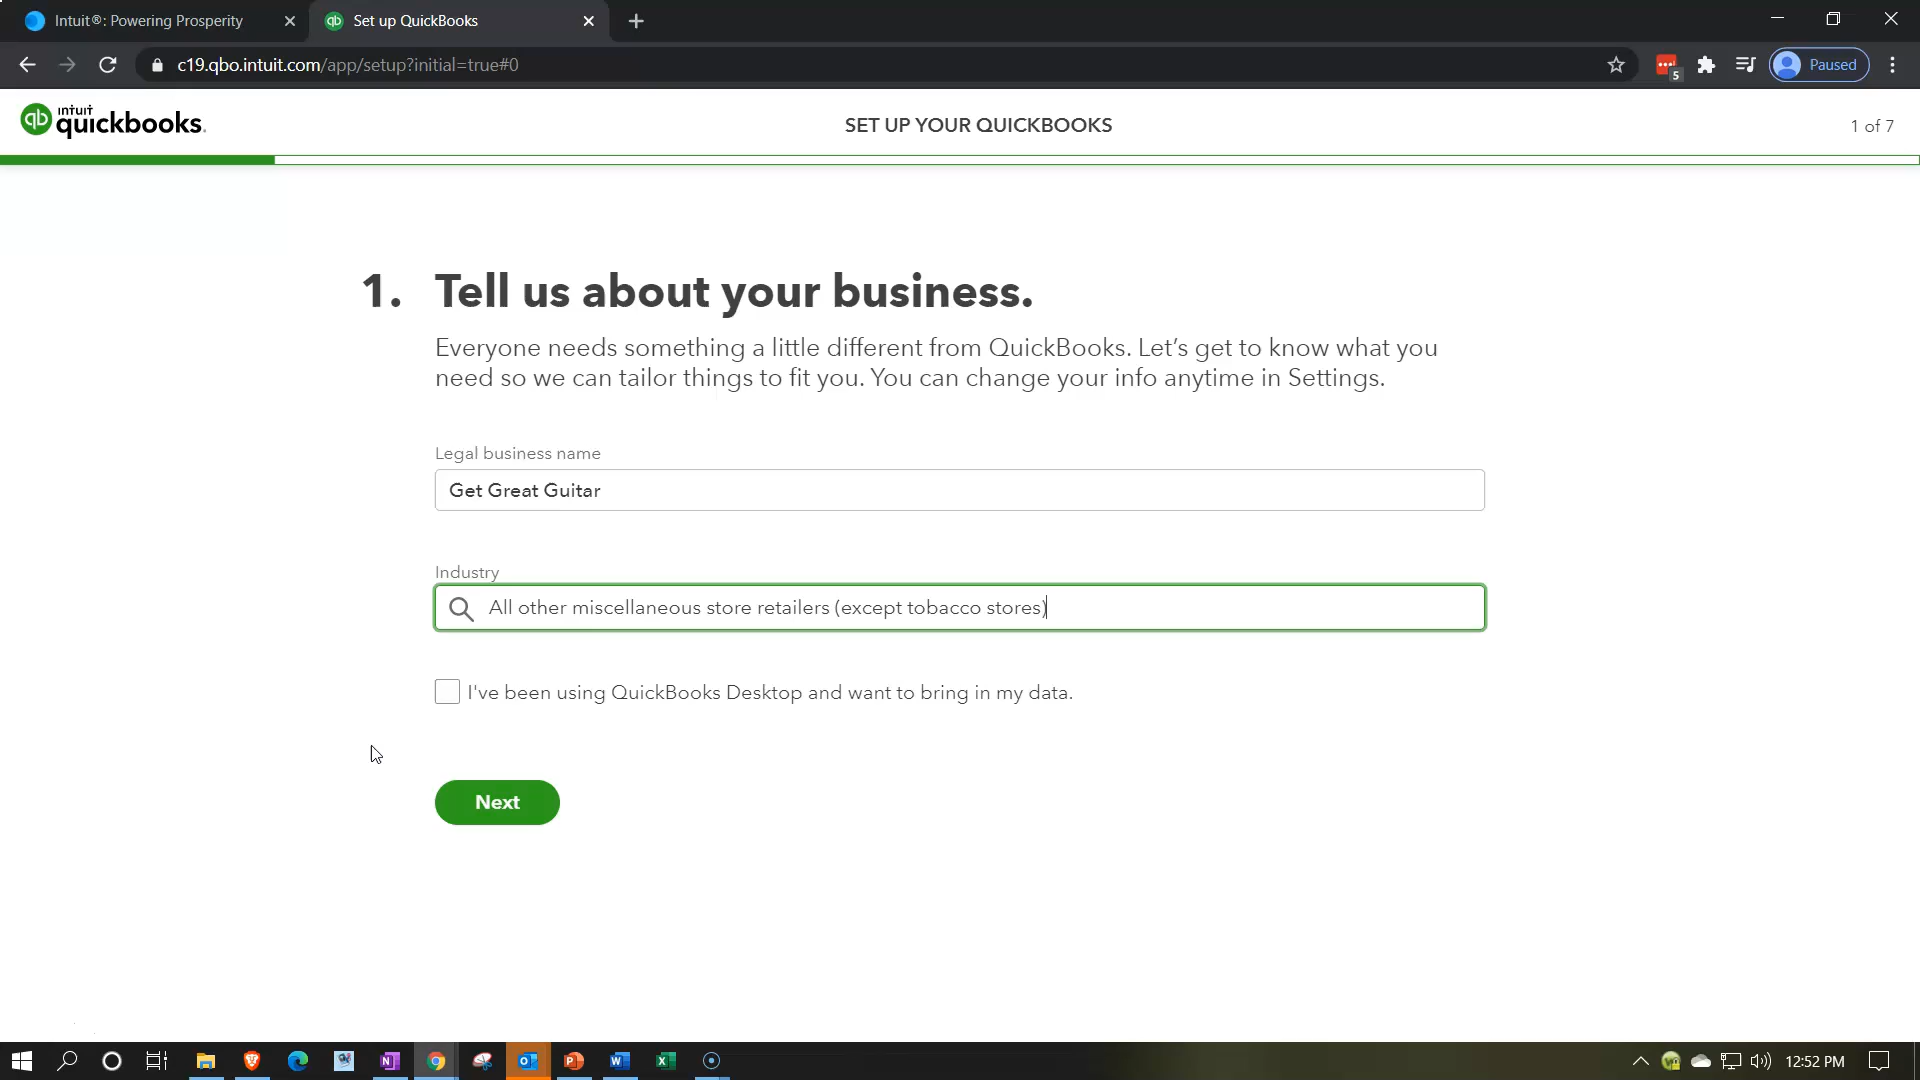 Intuit®: Powering Prosperity
Set up QuickBooks
c19.qbo.intuit.com/app/setup?initial=true#0
5
Paused
intuit
quickbooks.
SET UP YOUR QUICKBOOKS
1 of 7
1. Tell us about your business.
Everyone needs something a little different from QuickBooks. Let's get to know what you
need so we can tailor things to fit you. You can change your info anytime in Settings.
Legal business name
Get Great Guitar
Industry
All other miscellaneous store retailers (except tobacco stores)
I've been using QuickBooks Desktop and want to bring in my data.
Next
12:52 PM